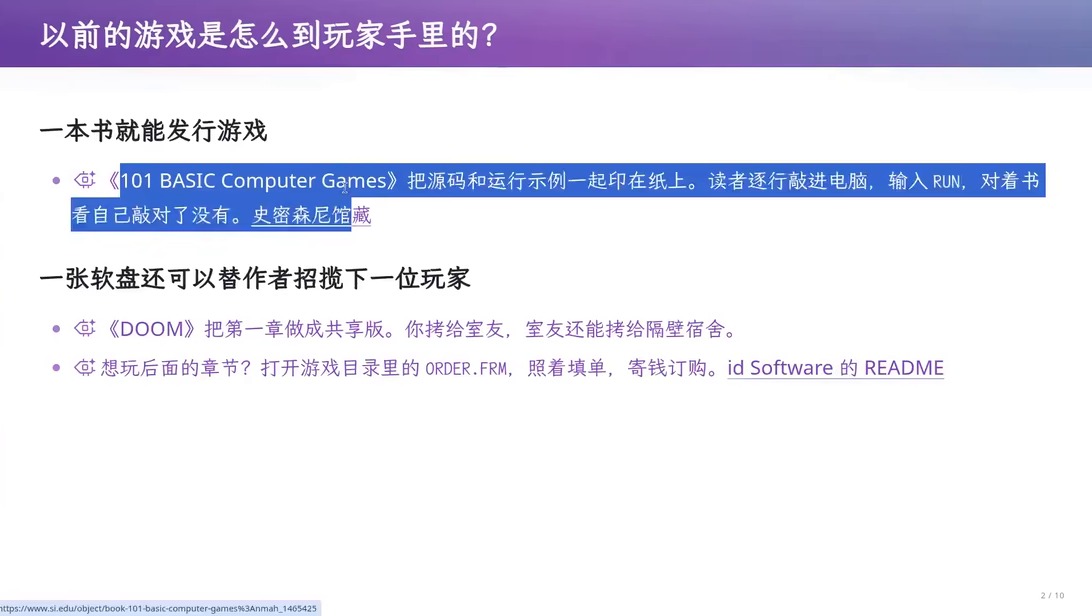 以前的游戏是怎么到玩家手里的?
一本书就能发行游戏
《101 BASIC Computer Games》把源码和运行示例一起印在纸上。读者逐行敲进电脑，输入 RUN，对着书
看自己敲对了没有。史密森尼馆藏
一张软盘还可以替作者招揽下一位玩家
《DOOM》把第一章做成共享版。你拷给室友，室友还能拷给隔壁宿舍。
想玩后面的章节？打开游戏目录里的 ORDER.FRM，照着填单，寄钱订购。id Software 的 README
https://www.si.edu/object/book-101-basic-computer-games%3Anmah_1465425
2 / 10